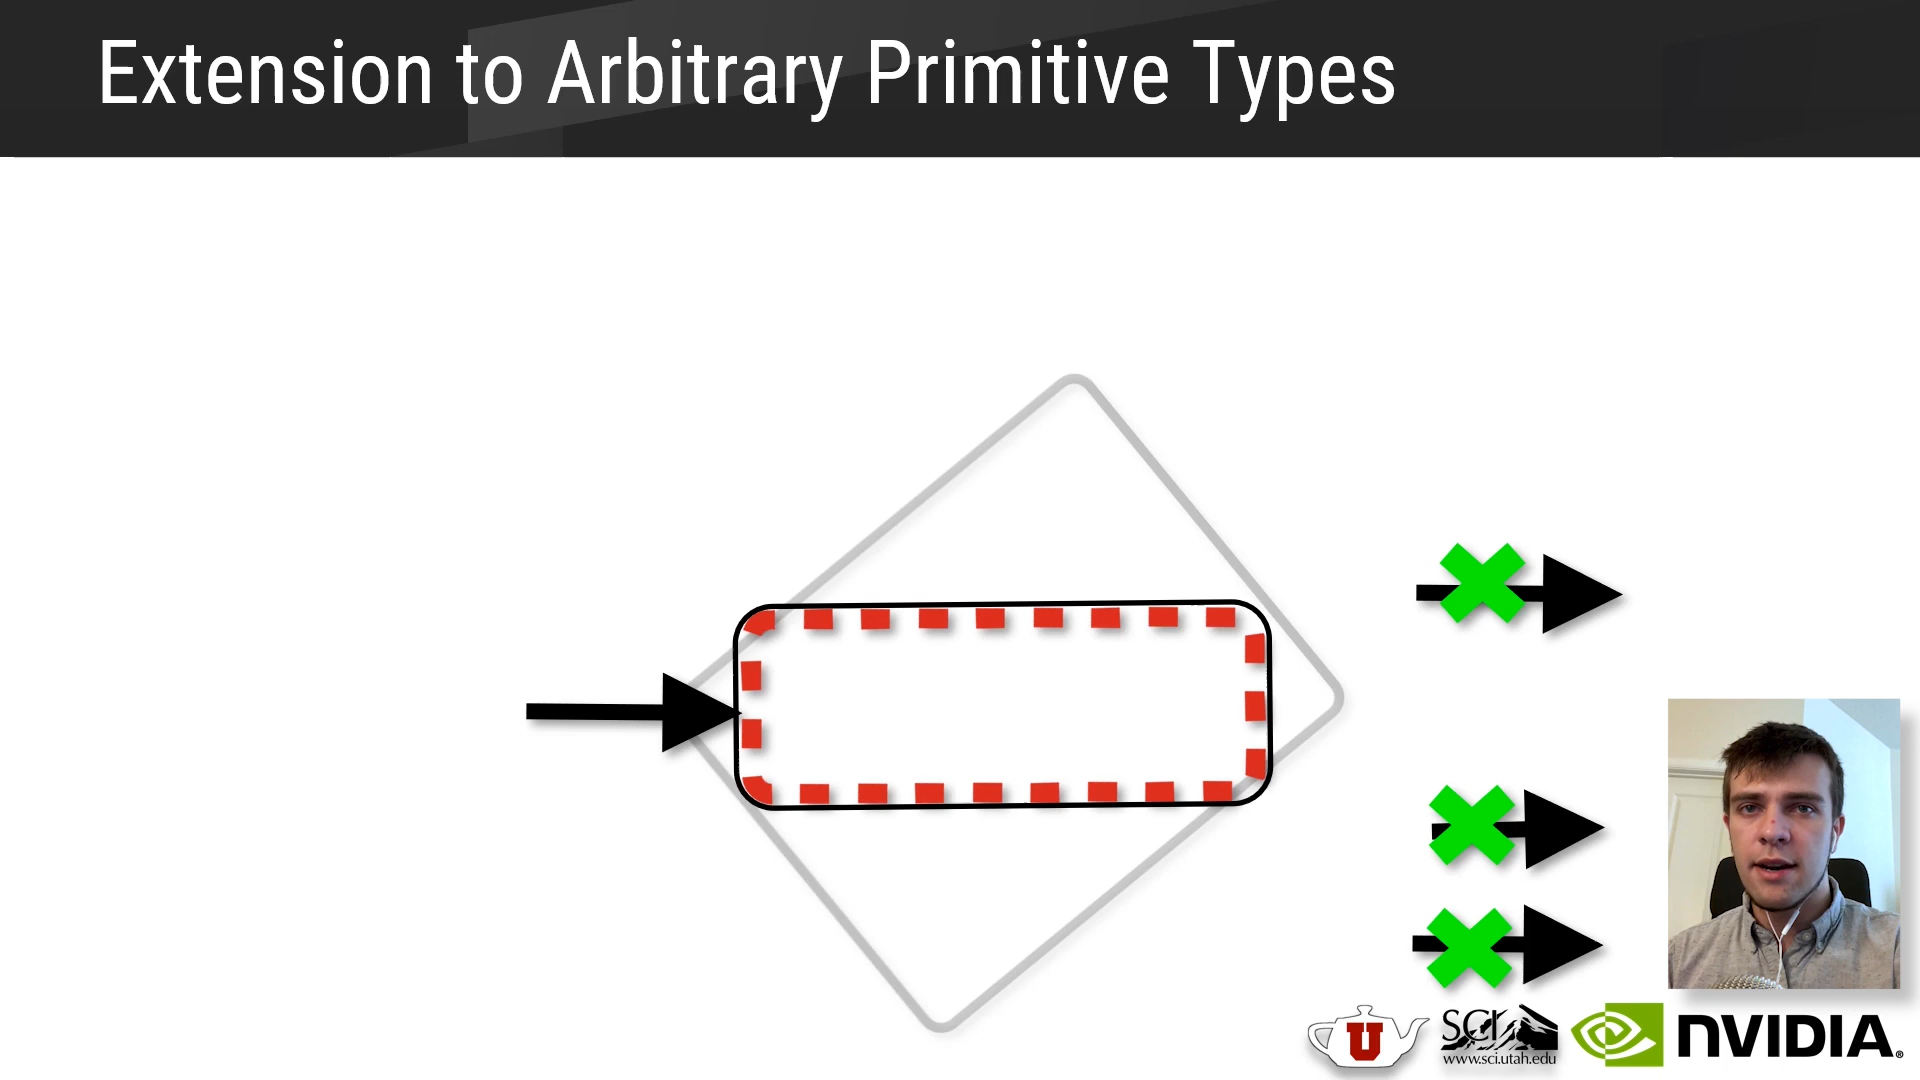 Extension to Arbitrary Primitive Types
U
SCI
www.sci.utah.edu
NVIDIA